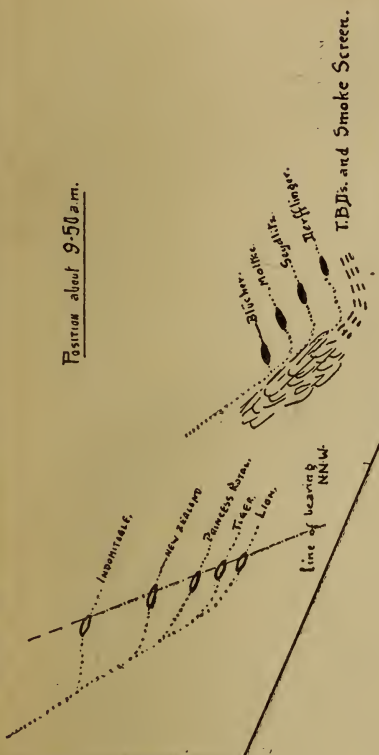 Position about 9-50 a.m.
INDOMITABLE.
NEW ZEALAND
PRINCESS ROYAL.
TIGER.
LION.
line of bearing
N.N.W.
Blücher.
Moltke.
Seydlitz.
Derfflinger.
T.B.D's. and Smoke Screen.